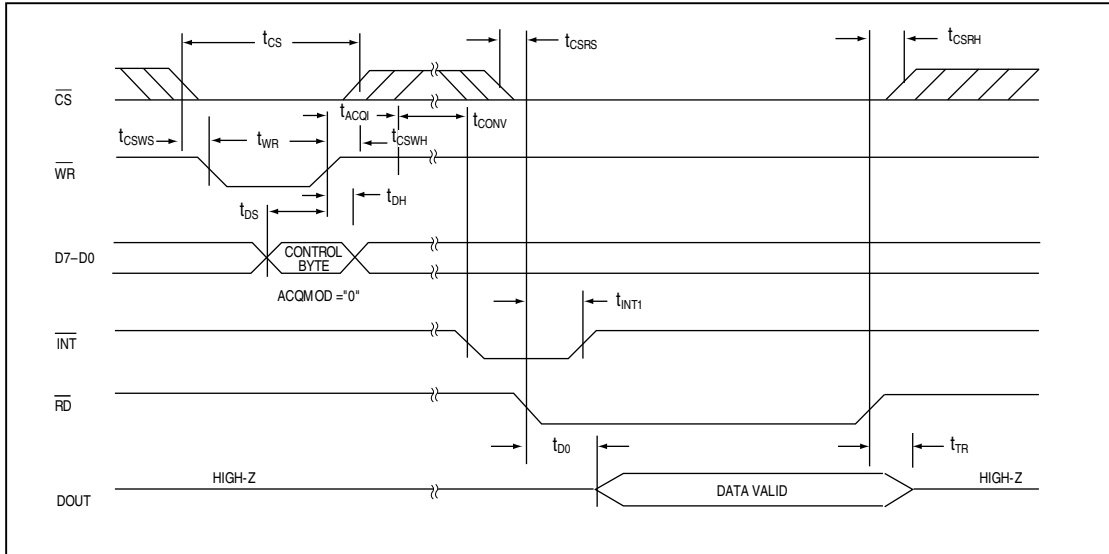 tCS
tCSRS
tCSRH
CS
tACQI
tCONV
tCSWS
tWR
tCSWH
WR
tDH
tDS
D7–D0
CONTROL
BYTE
ACQMOD ="0"
tINT1
INT
RD
tD0
tTR
HIGH-Z
HIGH-Z
DOUT
DATA VALID